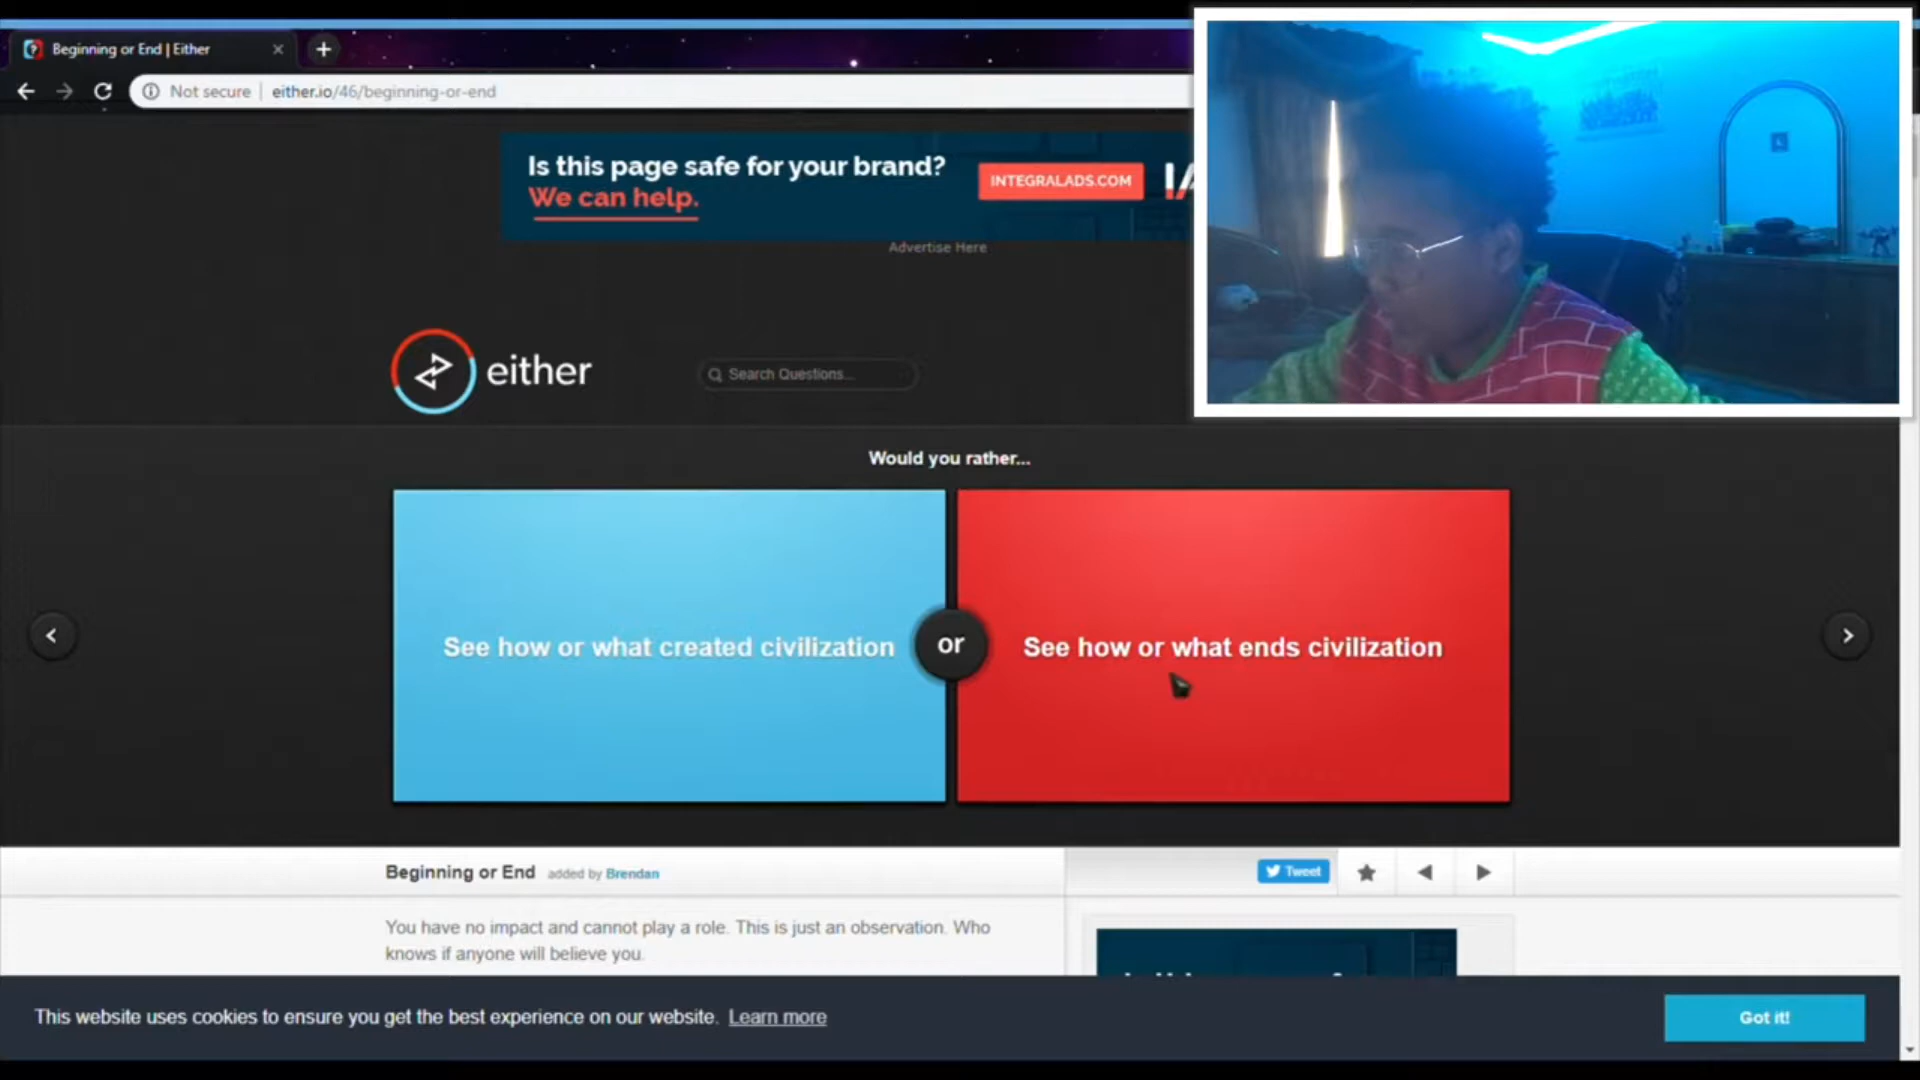 Beginning or End | Either
Not secure | either.io/46/beginning-or-end
Is this page safe for your brand?
We can help.
INTEGRALADS.COM
IA
Advertise Here
either
Search Questions...
Would you rather...
See how or what created civilization
or
See how or what ends civilization
Beginning or End added by Brendan
Tweet
You have no impact and cannot play a role. This is just an observation. Who
knows if anyone will believe you.
This website uses cookies to ensure you get the best experience on our website. Learn more
Got it!